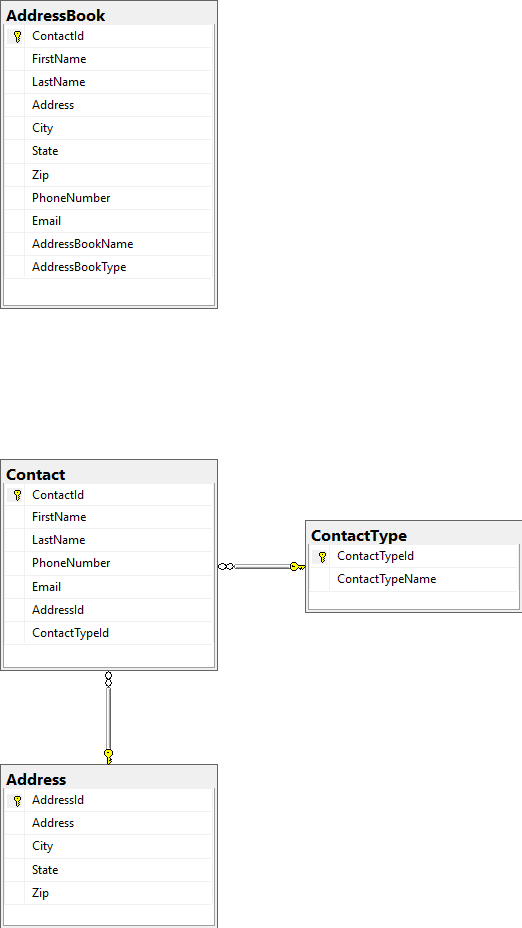 AddressBook
ContactId
FirstName
LastName
Address
City
State
Zip
PhoneNumber
Email
AddressBookName
AddressBookType
Contact
ContactId
FirstName
LastName
PhoneNumber
Email
AddressId
ContactTypeId
ContactType
ContactTypeId
ContactTypeName
Address
AddressId
Address
City
State
Zip